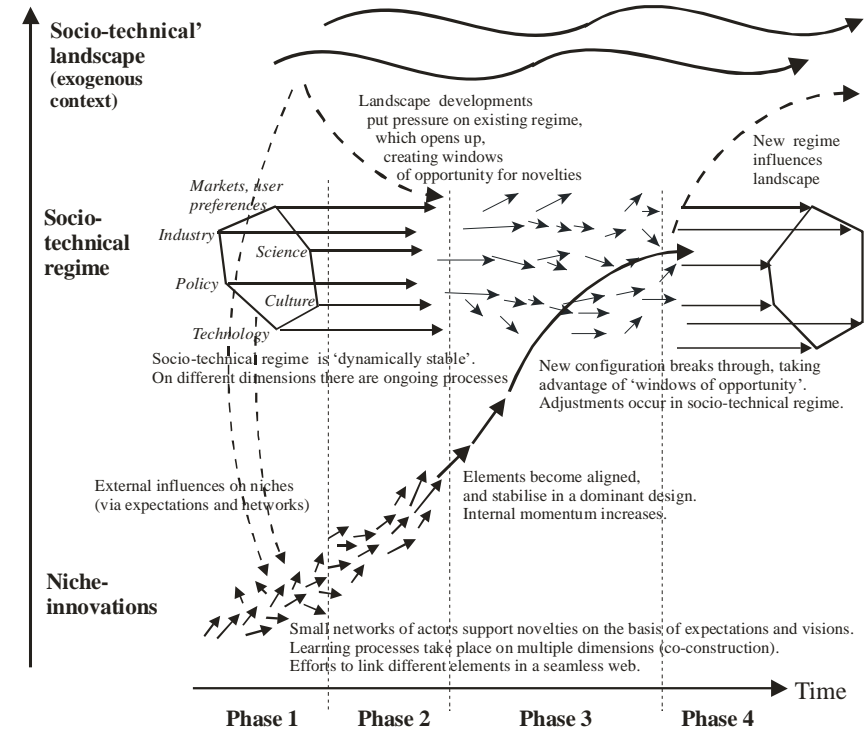 Socio-technical’
landscape
(exogenous
context)
Landscape developments
put pressure on existing regime,
which opens up,
creating windows
of opportunity for novelties
New regime
influences
landscape
Markets, user
preferences
Industry
Science
Policy
Culture
Technology
Socio-
technical
regime
Socio-technical regime is ‘dynamically stable’.
On different dimensions there are ongoing processes
New configuration breaks through, taking
advantage of ‘windows of opportunity’.
Adjustments occur in socio-technical regime.
External influences on niches
(via expectations and networks)
Elements become aligned,
and stabilise in a dominant design.
Internal momentum increases.
Niche-
innovations
Small networks of actors support novelties on the basis of expectations and visions.
Learning processes take place on multiple dimensions (co-construction).
Efforts to link different elements in a seamless web.
Time
Phase 1 Phase 2 Phase 3 Phase 4